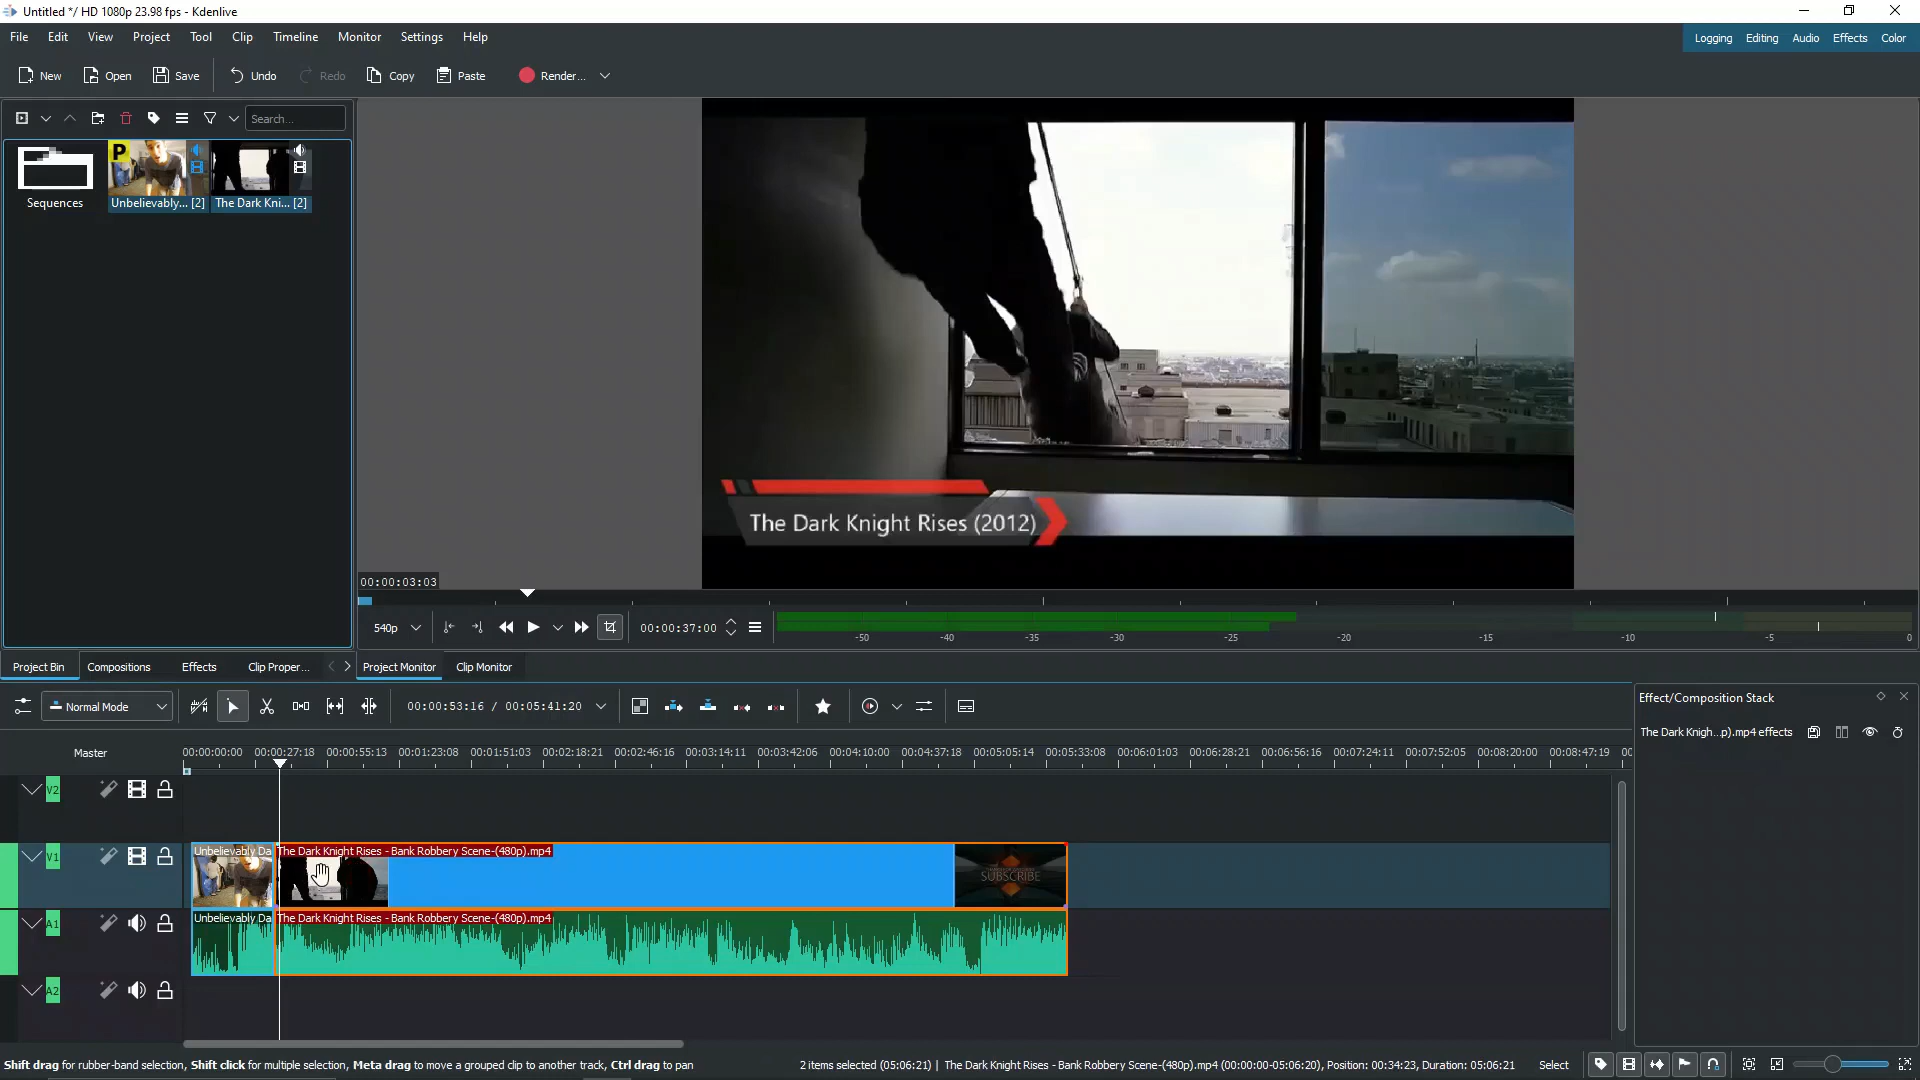 Untitled */ HD 1080p 23.98 fps - Kdenlive
File Edit View Project Tool Clip Timeline Monitor Settings Help
Logging Editing Audio Effects Color
New Open Save Undo Redo Copy Paste Render...
Search...
P
Sequences Unbelievably... [2] The Dark Kni... [2]
The Dark Knight Rises (2012)
00:00:03:03
540p 00:00:37:00
-50 -40 -35 -30 -25 -20 -15 -10 -5 0
Project Bin Compositions Effects Clip Proper... Project Monitor Clip Monitor
Normal Mode 00:00:53:16 / 00:05:41:20
Effect/Composition Stack
The Dark Knigh...p).mp4 effects
Master
00:00:00:00 00:00:27:18 00:00:55:13 00:01:23:08 00:01:51:03 00:02:18:21 00:02:46:16 00:03:14:11 00:03:42:06 00:04:10:00 00:04:37:18 00:05:05:14 00:05:33:08 00:06:01:03 00:06:28:21 00:06:56:16 00:07:24:11 00:07:52:05 00:08:20:00 00:08:47:19 00
V2
V1
Unbelievably Da The Dark Knight Rises - Bank Robbery Scene-(480p).mp4
SUBSCRIBE
A1
Unbelievably Da The Dark Knight Rises - Bank Robbery Scene-(480p).mp4
A2
Shift drag for rubber-band selection, Shift click for multiple selection, Meta drag to move a grouped clip to another track, Ctrl drag to pan
2 items selected (05:06:21) | The Dark Knight Rises - Bank Robbery Scene-(480p).mp4 (00:00:00-05:06:20), Position: 00:34:23, Duration: 05:06:21 Select